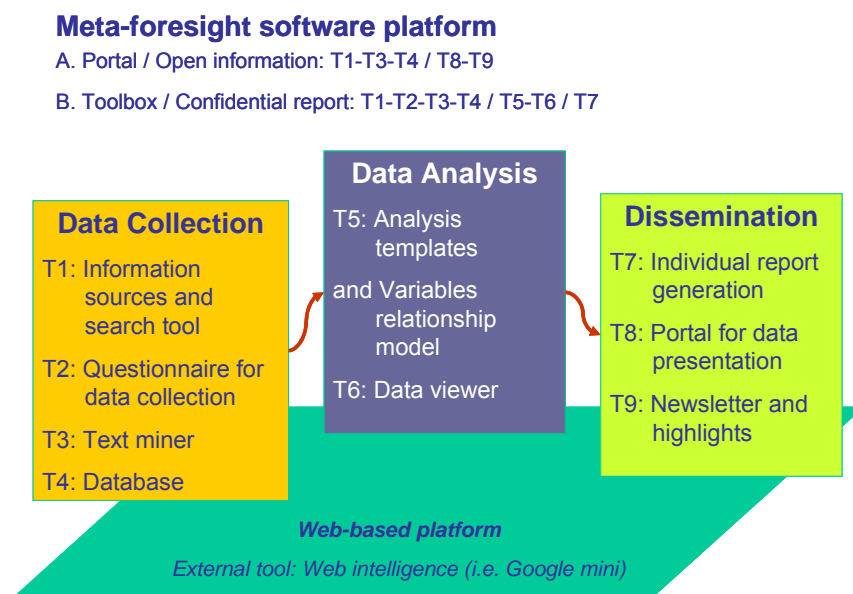 Meta-foresight software platform
A. Portal / Open information: T1-T3-T4 / T8-T9
B. Toolbox / Confidential report: T1-T2-T3-T4 / T5-T6 / T7
Data Collection
T1: Information
sources and
search tool
T2: Questionnaire for
data collection
T3: Text miner
T4: Database
Data Analysis
T5: Analysis
templates
and Variables
relationship
model
T6: Data viewer
Dissemination
T7: Individual report
generation
T8: Portal for data
presentation
T9: Newsletter and
highlights
Web-based platform
External tool: Web intelligence (i.e. Google mini)